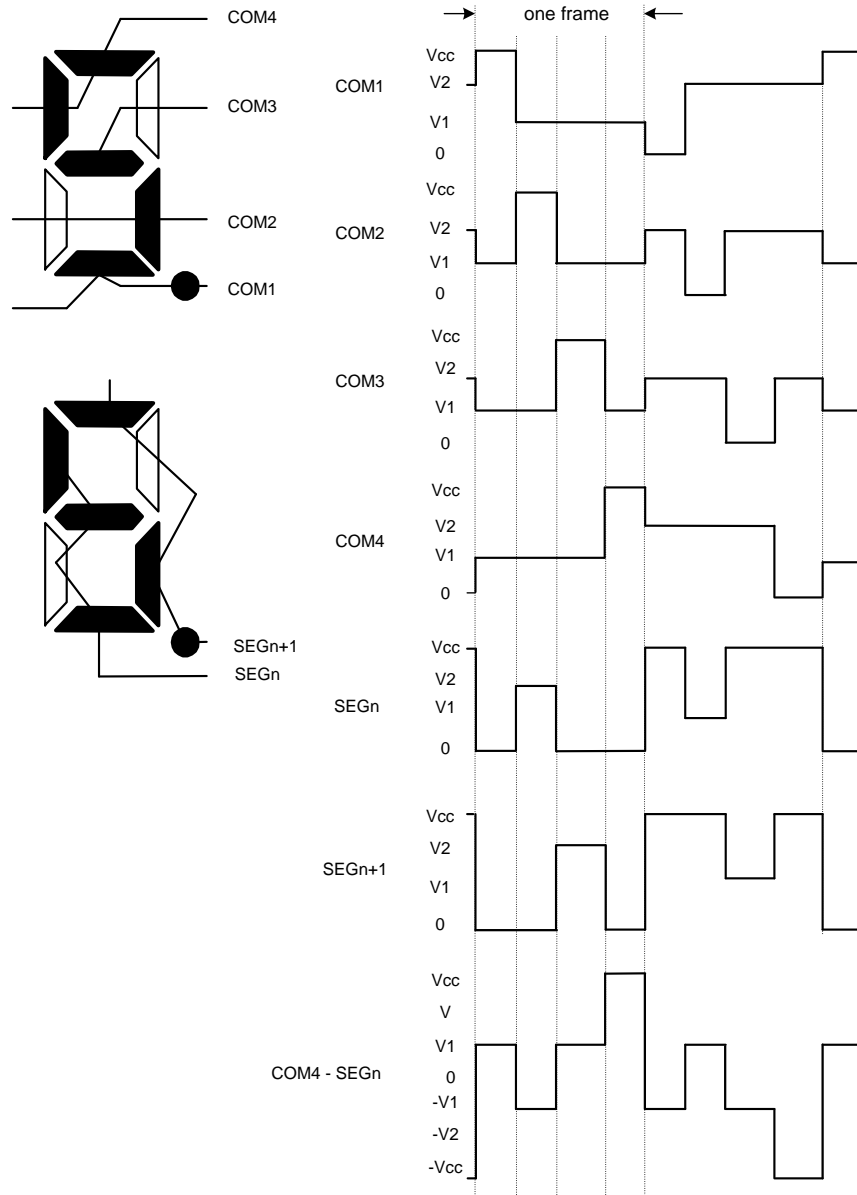 one frame
COM4
COM3
COM2
COM1
SEGn+1
SEGn
COM1
Vcc
V2
V1
0
COM2
Vcc
V2
V1
0
COM3
Vcc
V2
V1
0
COM4
Vcc
V2
V1
0
SEGn
Vcc
V2
V1
0
SEGn+1
Vcc
V2
V1
0
COM4 - SEGn
Vcc
V
V1
0
-V1
-V2
-Vcc